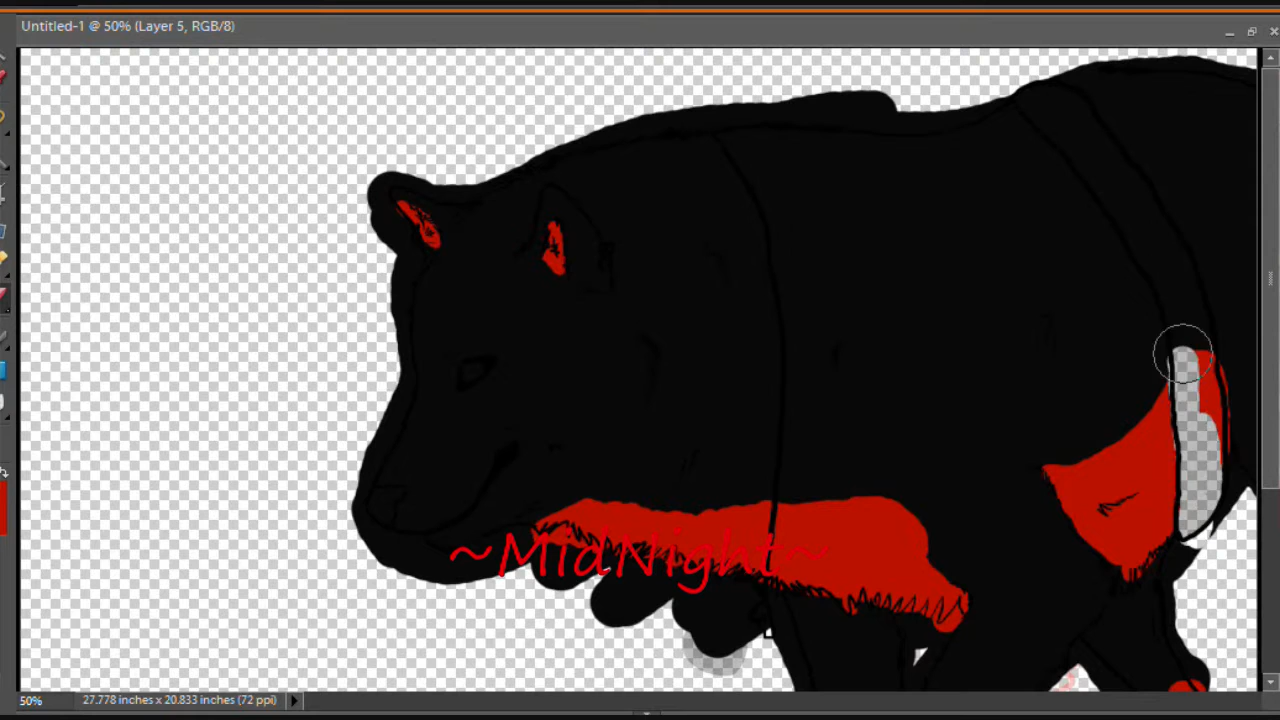 Untitled-1 @ 50% (Layer 5, RGB/8)
~MidNight~
50%
27.778 inches x 20.833 inches (72 ppi)